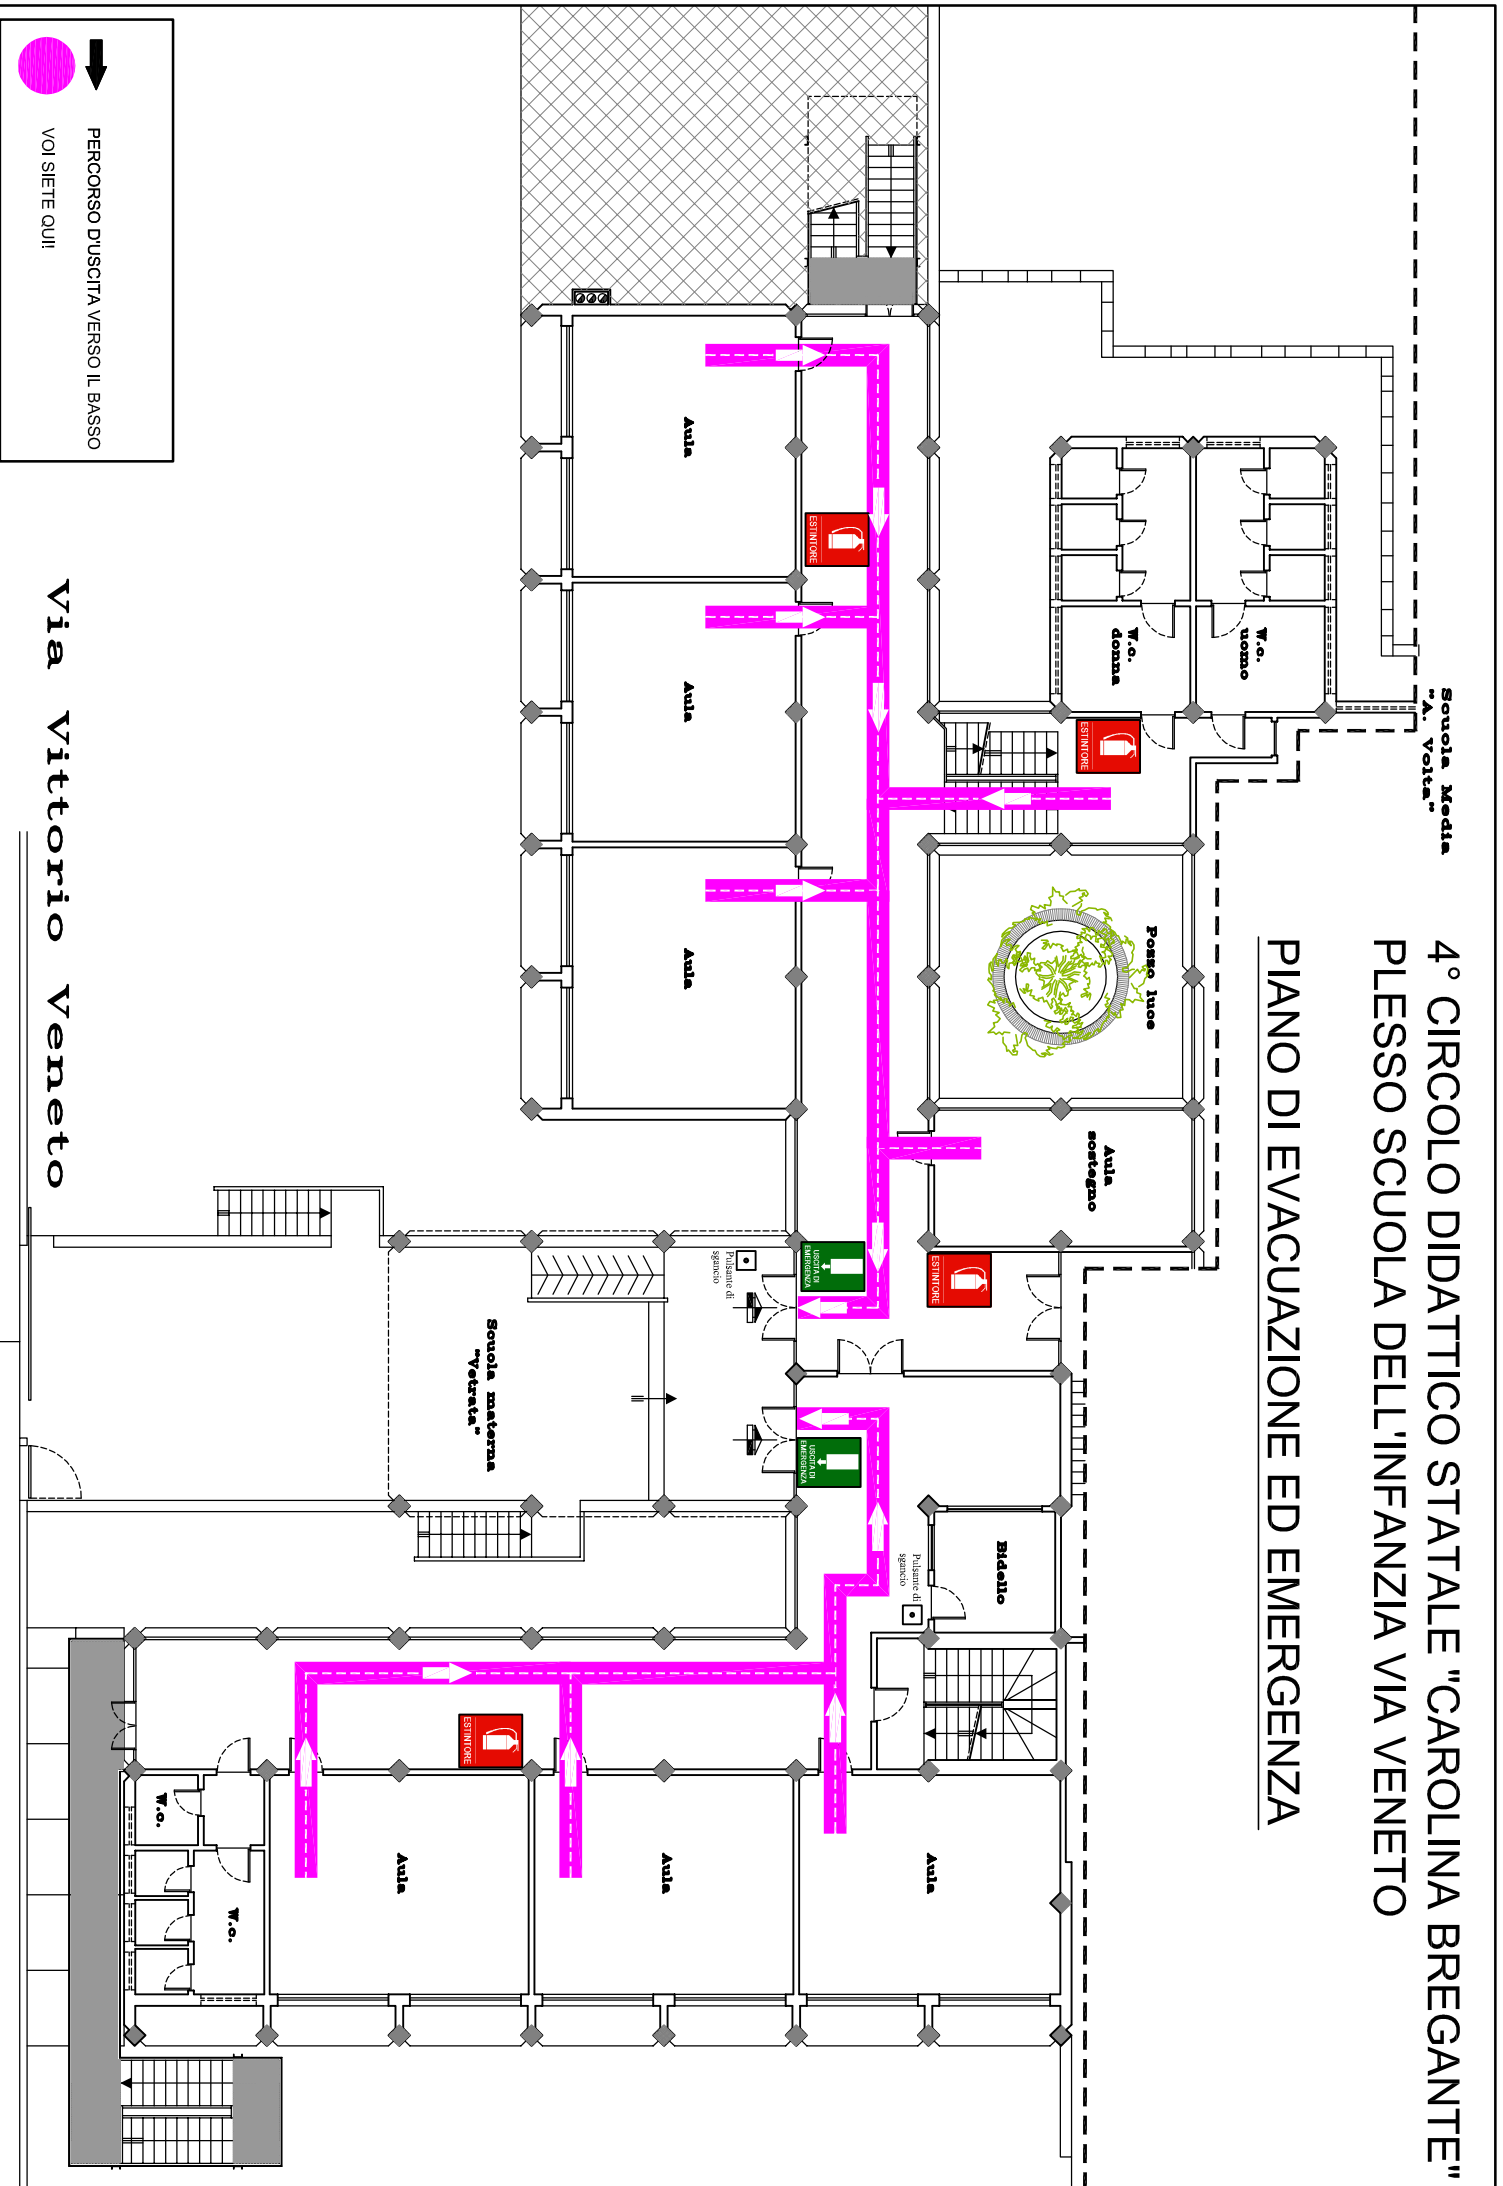 4° CIRCOLO DIDATTICO STATALE "CAROLINA BREGANTE"
PLESSO SCUOLA DELL'INFANZIA VIA VENETO
PIANO DI EVACUAZIONE ED EMERGENZA
Scuola Media
"A. Volta"
W.c.
uomo
W.c.
donna
ESTINTORE
Pozzo luce
Aula
sostegno
ESTINTORE
Bidello
Pulsante di
sgancio
ESTINTORE
USCITA DI
EMERGENZA
USCITA DI
EMERGENZA
Pulsante di
sgancio
Aula
Aula
Aula
Scuola materna
"Vetrata"
ESTINTORE
Aula
Aula
Aula
W.c.
W.c.
Via Vittorio Veneto
PERCORSO D'USCITA VERSO IL BASSO
VOI SIETE QUI!